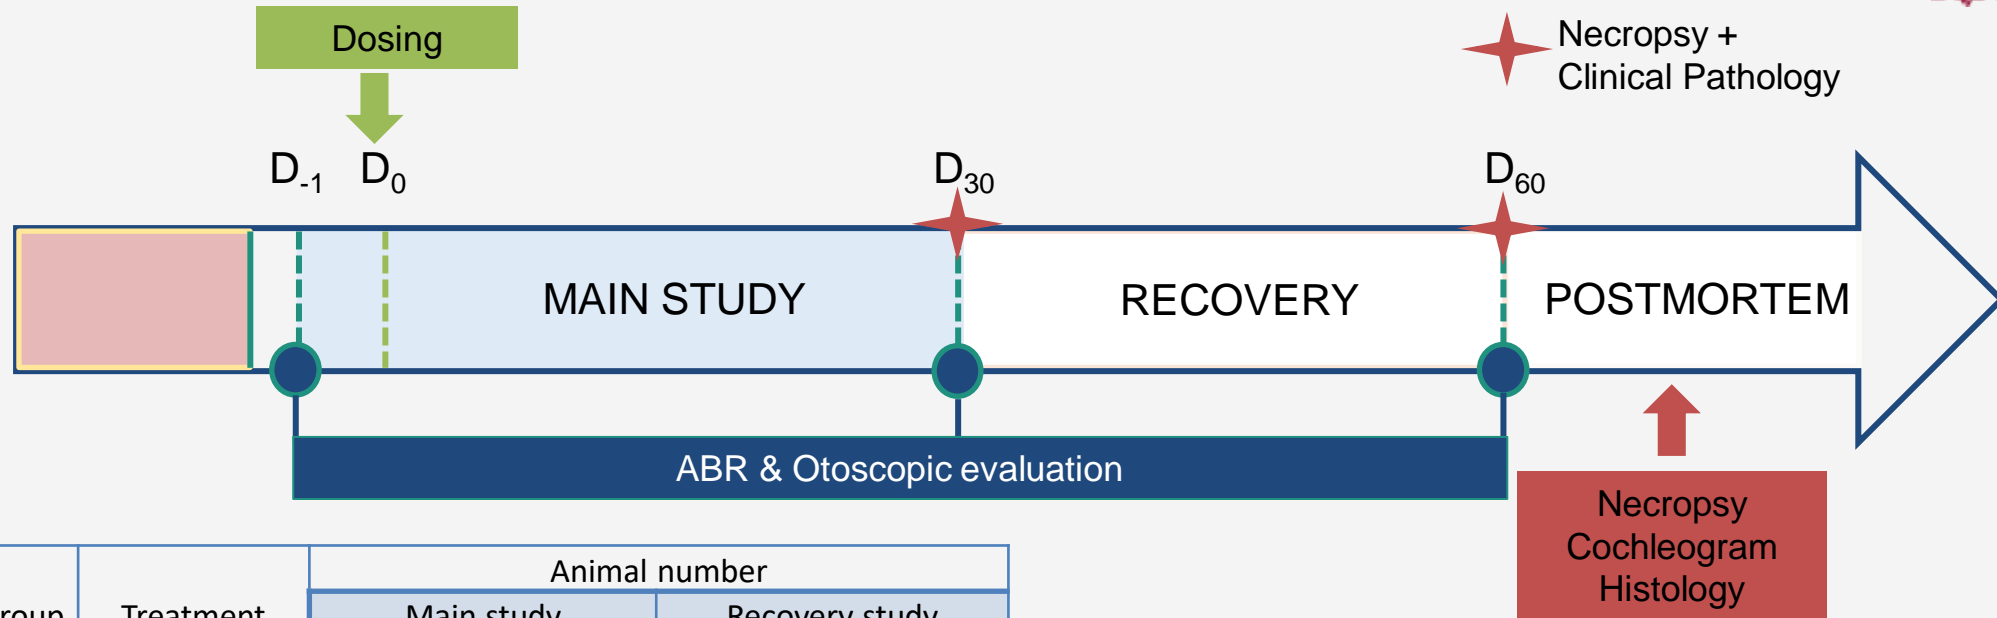 Dosing
Necropsy +
Clinical Pathology
D-1 D0 D30 D60
MAIN STUDY RECOVERY POSTMORTEM
ABR & Otoscopic evaluation
Necropsy
Cochleogram
Histology
Animal number
Treatment Main study Recovery study